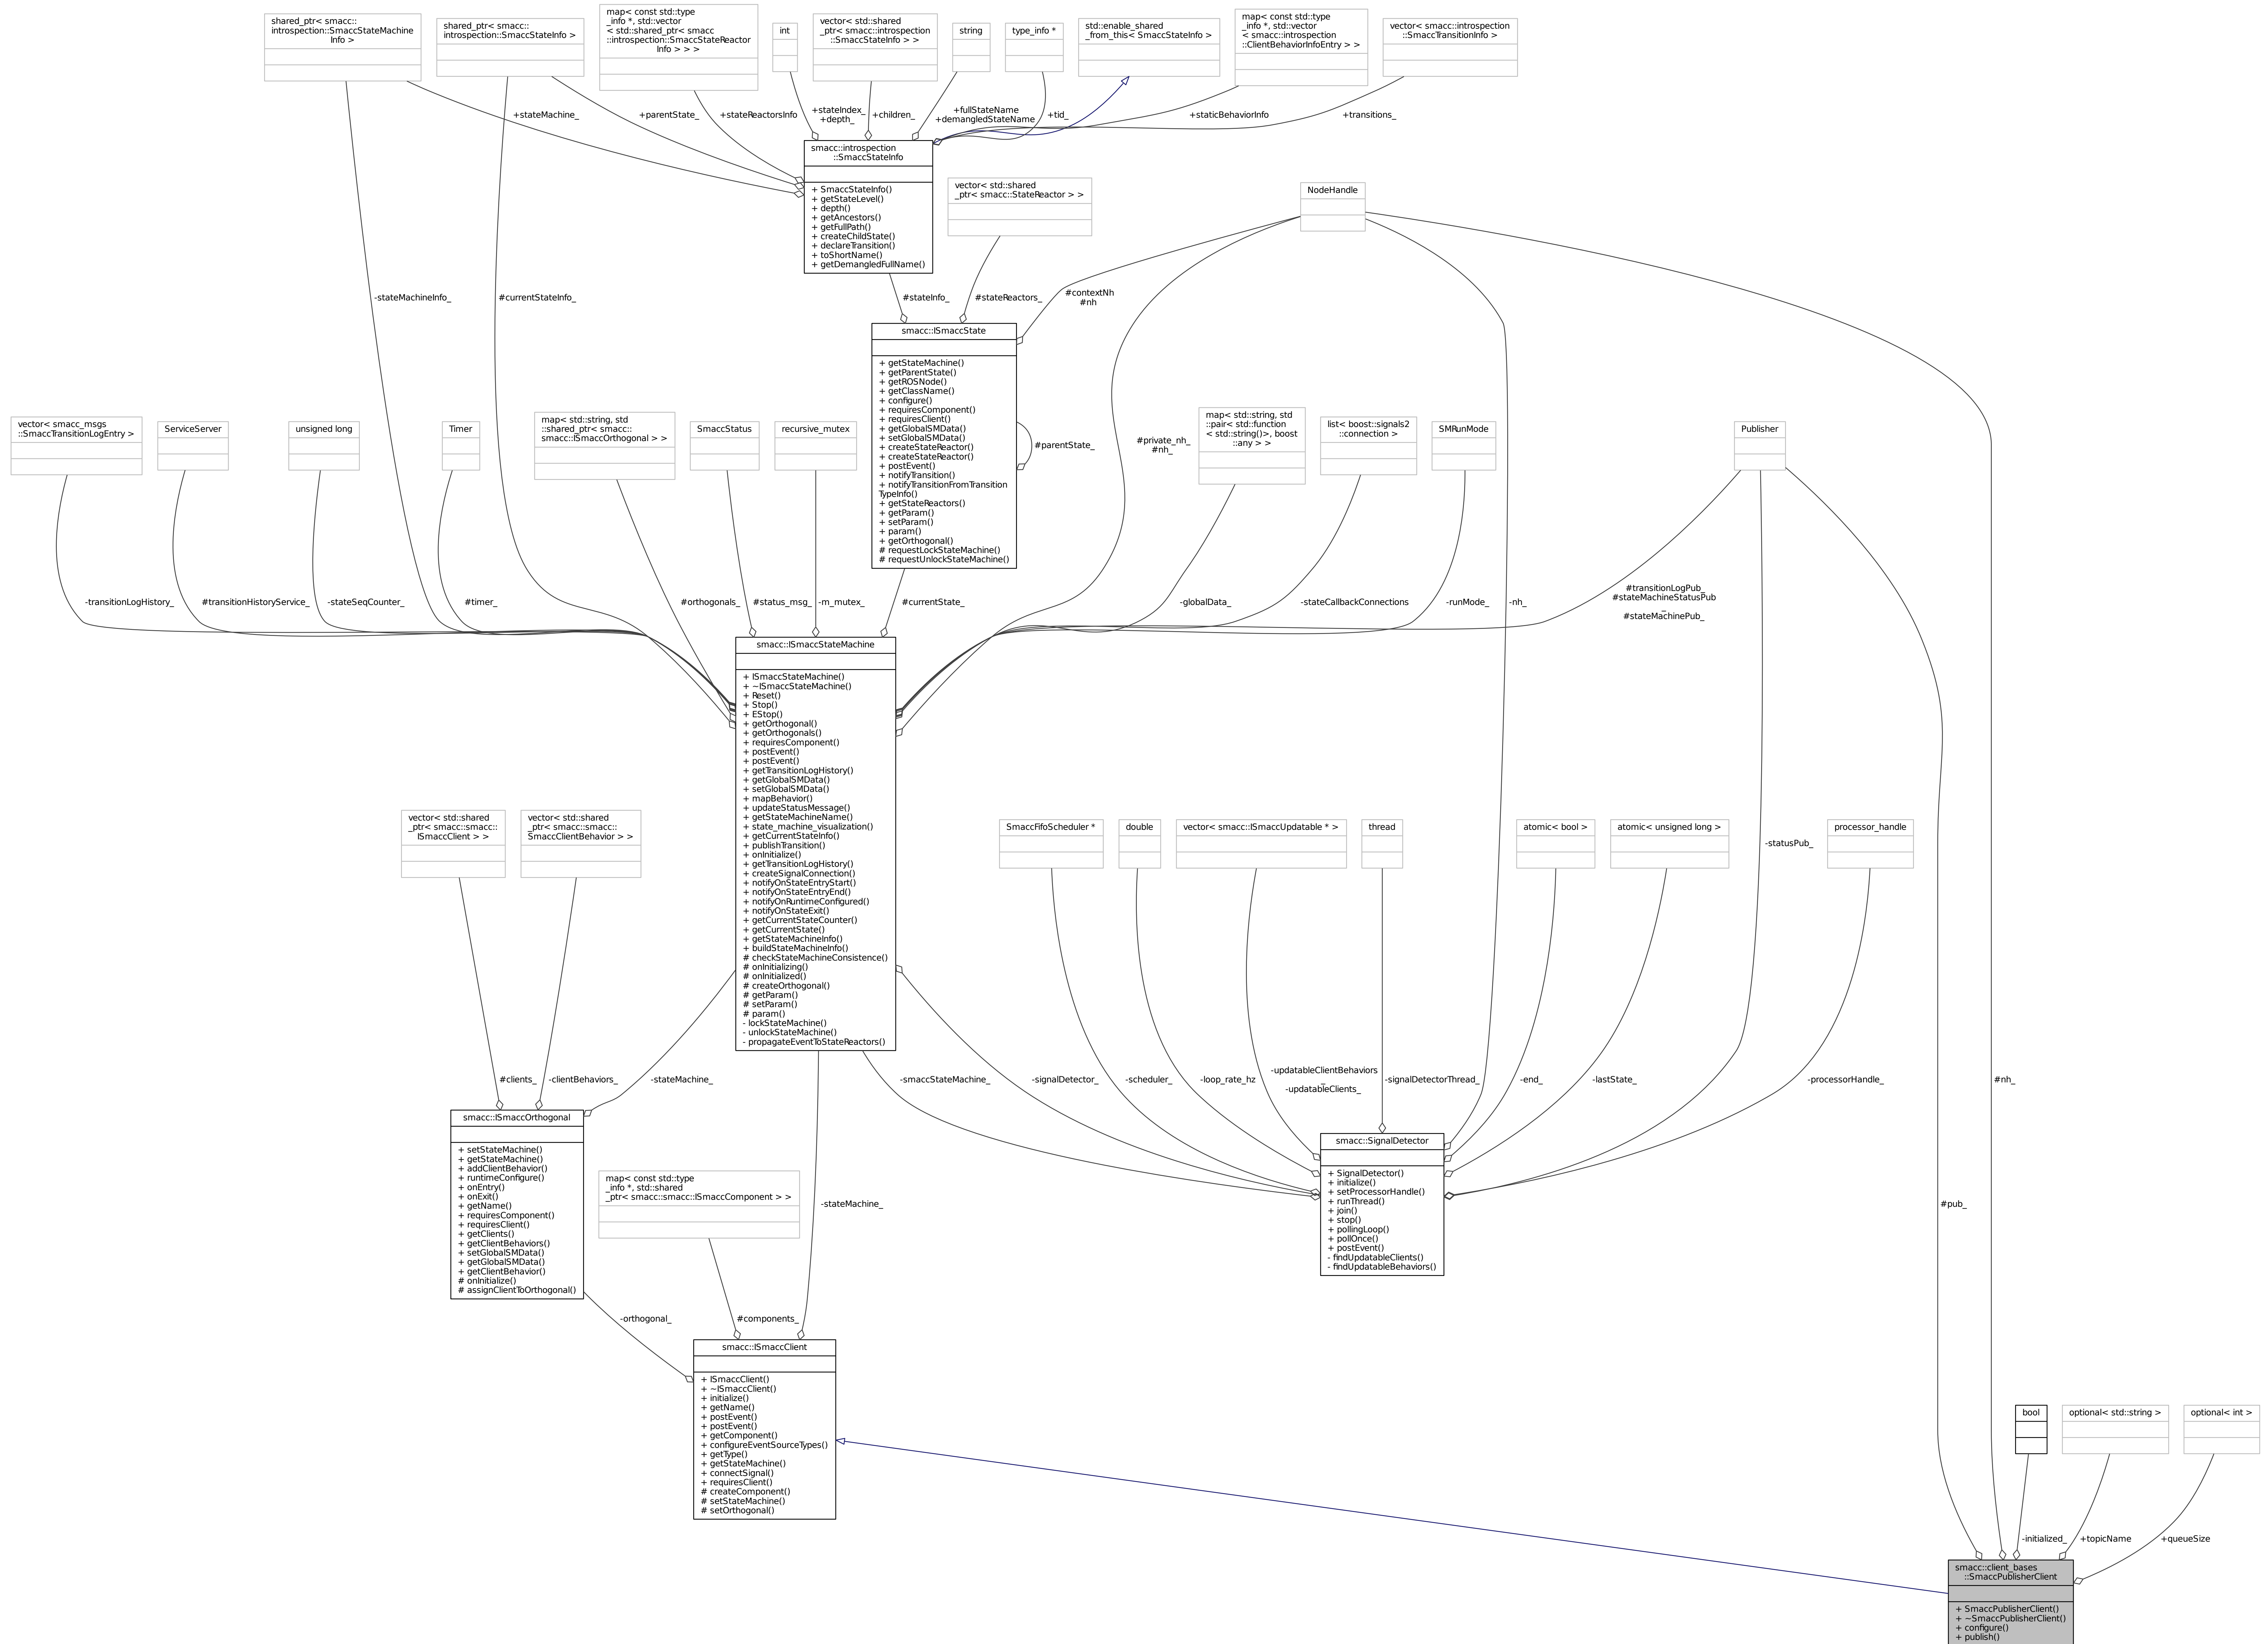 shared_ptr< smacc::
introspection::SmaccStateMachine
Info >
shared_ptr< smacc::
introspection::SmaccStateInfo >
map< const std::type
_info *, std::vector
< std::shared_ptr< smacc
::introspection::SmaccStateReactor
Info > > >
int
vector< std::shared
_ptr< smacc::introspection
::SmaccStateInfo > >
string
type_info *
std::enable_shared
_from_this< SmaccStateInfo >
map< const std::type
_info *, std::vector
< smacc::introspection
::ClientBehaviorInfoEntry > >
vector< smacc::introspection
::SmaccTransitionInfo >
+stateMachine_
+parentState_
+stateReactorsInfo
+stateIndex_
+depth_
+children_
+fullStateName
+demangledStateName
+tid_
+staticBehaviorInfo
+transitions_
smacc::introspection
::SmaccStateInfo
+ SmaccStateInfo()
+ getStateLevel()
+ depth()
+ getAncestors()
+ getFullPath()
+ createChildState()
+ declareTransition()
+ toShortName()
+ getDemangledFullName()
vector< std::shared
_ptr< smacc::StateReactor > >
NodeHandle
-stateMachineInfo_
#currentStateInfo_
#stateInfo_
#stateReactors_
#contextNh
#nh
smacc::ISmaccState
+ getStateMachine()
+ getParentState()
+ getROSNode()
+ getClassName()
+ configure()
+ requiresComponent()
+ requiresClient()
+ getGlobalSMData()
+ setGlobalSMData()
+ createStateReactor()
+ createStateReactor()
+ postEvent()
+ notifyTransition()
+ notifyTransitionFromTransition
TypeInfo()
+ getStateReactors()
+ getParam()
+ setParam()
+ param()
+ getOrthogonal()
# requestLockStateMachine()
# requestUnlockStateMachine()
#parentState_
#private_nh_
#nh_
vector< smacc_msgs
::SmaccTransitionLogEntry >
ServiceServer
unsigned long
Timer
map< std::string, std
::shared_ptr< smacc::
smacc::ISmaccOrthogonal > >
SmaccStatus
recursive_mutex
map< std::string, std
::pair< std::function
< std::string()>, boost
::any > >
list< boost::signals2
::connection >
SMRunMode
Publisher
-transitionLogHistory_
#transitionHistoryService_
-stateSeqCounter_
#timer_
#orthogonals_
#status_msg_
-m_mutex_
#currentState_
-globalData_
-stateCallbackConnections
-runMode_
-nh_
#transitionLogPub_
#stateMachineStatusPub
_
#stateMachinePub_
smacc::ISmaccStateMachine
+ ISmaccStateMachine()
+ ~ISmaccStateMachine()
+ Reset()
+ Stop()
+ EStop()
+ getOrthogonal()
+ getOrthogonals()
+ requiresComponent()
+ postEvent()
+ postEvent()
+ getTransitionLogHistory()
+ getGlobalSMData()
+ setGlobalSMData()
+ mapBehavior()
+ updateStatusMessage()
+ getStateMachineName()
+ state_machine_visualization()
+ getCurrentStateInfo()
+ publishTransition()
+ onInitialize()
+ getTransitionLogHistory()
+ createSignalConnection()
+ notifyOnStateEntryStart()
+ notifyOnStateEntryEnd()
+ notifyOnRuntimeConfigured()
+ notifyOnStateExit()
+ getCurrentStateCounter()
+ getCurrentState()
+ getStateMachineInfo()
+ buildStateMachineInfo()
# checkStateMachineConsistence()
# onInitializing()
# onInitialized()
# createOrthogonal()
# getParam()
# setParam()
# param()
- lockStateMachine()
- unlockStateMachine()
- propagateEventToStateReactors()
vector< std::shared
_ptr< smacc::smacc::
ISmaccClient > >
vector< std::shared
_ptr< smacc::smacc::
SmaccClientBehavior > >
SmaccFifoScheduler *
double
vector< smacc::ISmaccUpdatable * >
thread
atomic< bool >
atomic< unsigned long >
processor_handle
-statusPub_
#clients_
-clientBehaviors_
-stateMachine_
-smaccStateMachine_
-signalDetector_
-scheduler_
-loop_rate_hz
-updatableClientBehaviors
_
-updatableClients_
-signalDetectorThread_
-end_
-lastState_
-processorHandle_
#nh_
smacc::ISmaccOrthogonal
+ setStateMachine()
+ getStateMachine()
+ addClientBehavior()
+ runtimeConfigure()
+ onEntry()
+ onExit()
+ getName()
+ requiresComponent()
+ requiresClient()
+ getClients()
+ getClientBehaviors()
+ setGlobalSMData()
+ getGlobalSMData()
+ getClientBehavior()
# onInitialize()
# assignClientToOrthogonal()
map< const std::type
_info *, std::shared
_ptr< smacc::smacc::ISmaccComponent > >
-stateMachine_
smacc::SignalDetector
+ SignalDetector()
+ initialize()
+ setProcessorHandle()
+ runThread()
+ join()
+ stop()
+ pollingLoop()
+ pollOnce()
+ postEvent()
- findUpdatableClients()
- findUpdatableBehaviors()
#pub_
-orthogonal_
#components_
smacc::ISmaccClient
+ ISmaccClient()
+ ~ISmaccClient()
+ initialize()
+ getName()
+ postEvent()
+ postEvent()
+ getComponent()
+ configureEventSourceTypes()
+ getType()
+ getStateMachine()
+ connectSignal()
+ requiresClient()
# createComponent()
# setStateMachine()
# setOrthogonal()
bool
optional< std::string >
optional< int >
-initialized_
+topicName
+queueSize
smacc::client_bases
::SmaccPublisherClient
+ SmaccPublisherClient()
+ ~SmaccPublisherClient()
+ configure()
+ publish()